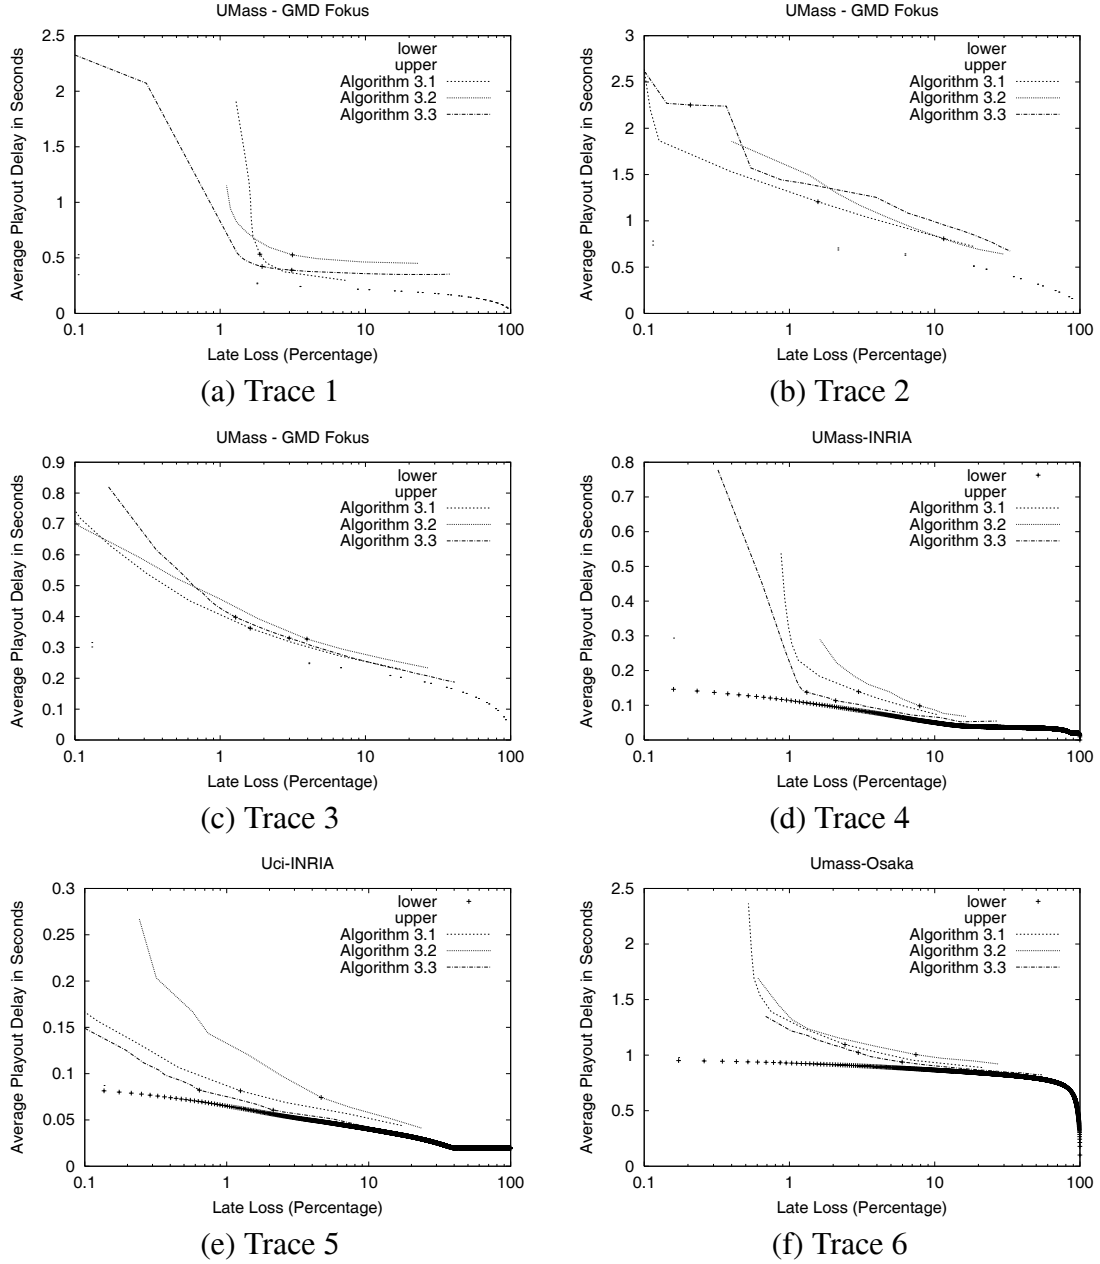 UMass - GMD Fokus
2.5
2
1.5
1
0.5
0
0.1 1 10 100
Average Playout Delay in Seconds
Late Loss (Percentage)
lower
upper
Algorithm 3.1
Algorithm 3.2
Algorithm 3.3
(a) Trace 1
UMass - GMD Fokus
3
2.5
2
1.5
1
0.5
0
0.1 1 10 100
Average Playout Delay in Seconds
Late Loss (Percentage)
lower
upper
Algorithm 3.1
Algorithm 3.2
Algorithm 3.3
(b) Trace 2
UMass - GMD Fokus
0.9
0.8
0.7
0.6
0.5
0.4
0.3
0.2
0.1
0
0.1 1 10 100
Average Playout Delay in Seconds
Late Loss (Percentage)
lower
upper
Algorithm 3.1
Algorithm 3.2
Algorithm 3.3
(c) Trace 3
UMass-INRIA
0.8
0.7
0.6
0.5
0.4
0.3
0.2
0.1
0
0.1 1 10 100
Average Playout Delay in Seconds
Late Loss (Percentage)
lower
upper
Algorithm 3.1
Algorithm 3.2
Algorithm 3.3
(d) Trace 4
Uci-INRIA
0.3
0.25
0.2
0.15
0.1
0.05
0
0.1 1 10 100
Average Playout Delay in Seconds
Late Loss (Percentage)
lower
upper
Algorithm 3.1
Algorithm 3.2
Algorithm 3.3
(e) Trace 5
Umass-Osaka
2.5
2
1.5
1
0.5
0
0.1 1 10 100
Average Playout Delay in Seconds
Late Loss (Percentage)
lower
upper
Algorithm 3.1
Algorithm 3.2
Algorithm 3.3
(f) Trace 6